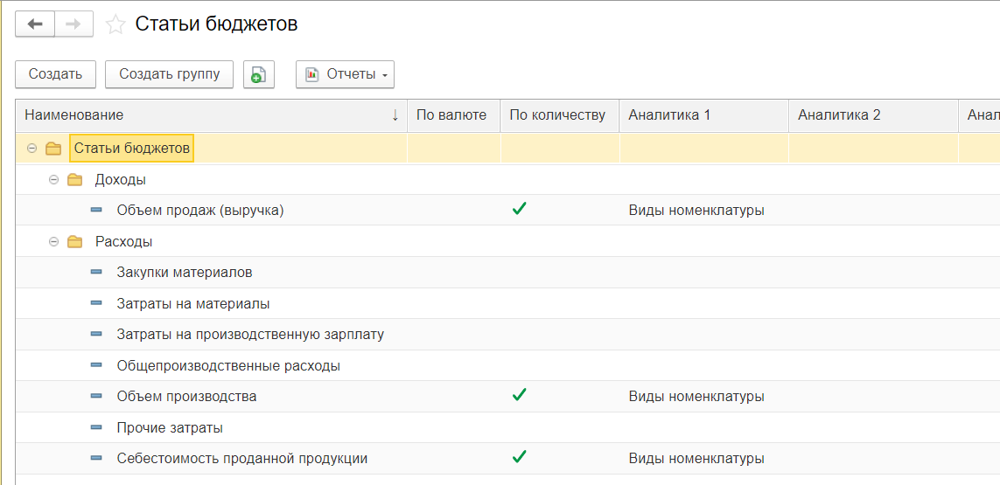 Статьи бюджетов
Создать Создать группу Отчеты
Наименование ↓ По валюте По количеству Аналитика 1 Аналитика 2 Анал
Статьи бюджетов
Доходы
Объем продаж (выручка) Виды номенклатуры
Расходы
Закупки материалов
Затраты на материалы
Затраты на производственную зарплату
Общепроизводственные расходы
Объем производства Виды номенклатуры
Прочие затраты
Себестоимость проданной продукции Виды номенклатуры